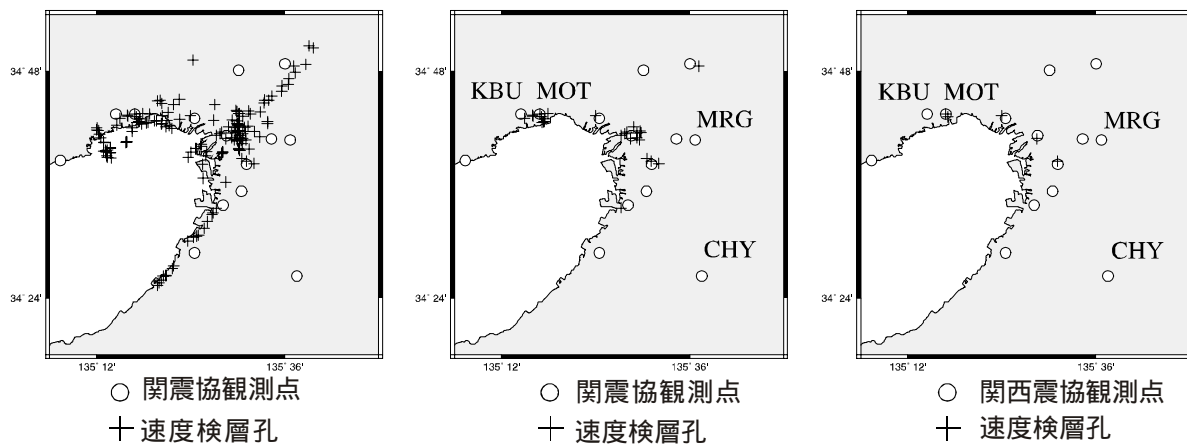 34° 48'
34° 24'
135° 12'
135° 36'
○ 関震協観測点
+ 速度検層孔
34° 48'
34° 24'
KBU MOT
MRG
CHY
135° 12'
135° 36'
○ 関震協観測点
+ 速度検層孔
34° 48'
34° 24'
KBU MOT
MRG
CHY
135° 12'
135° 36'
○ 関西震協観測点
+ 速度検層孔